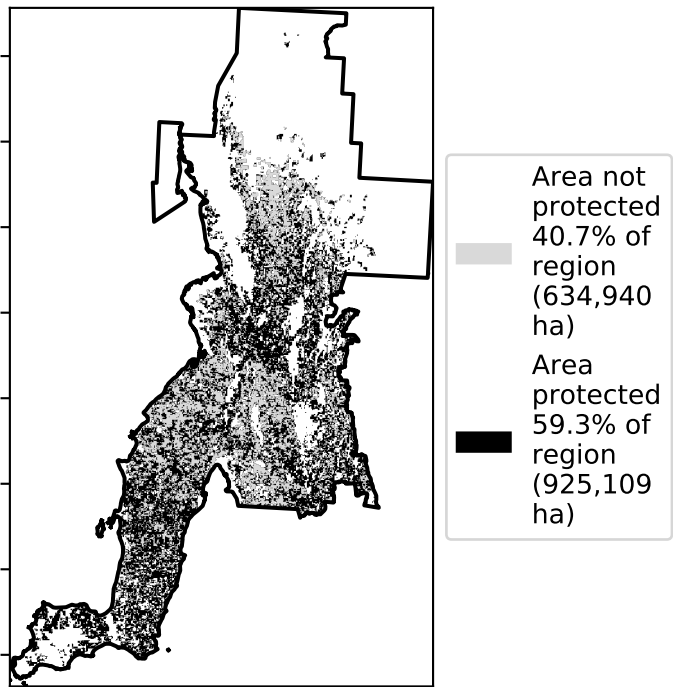 Area not
protected
40.7% of
region
(634,940
ha)
Area
protected
59.3% of
region
(925,109
ha)